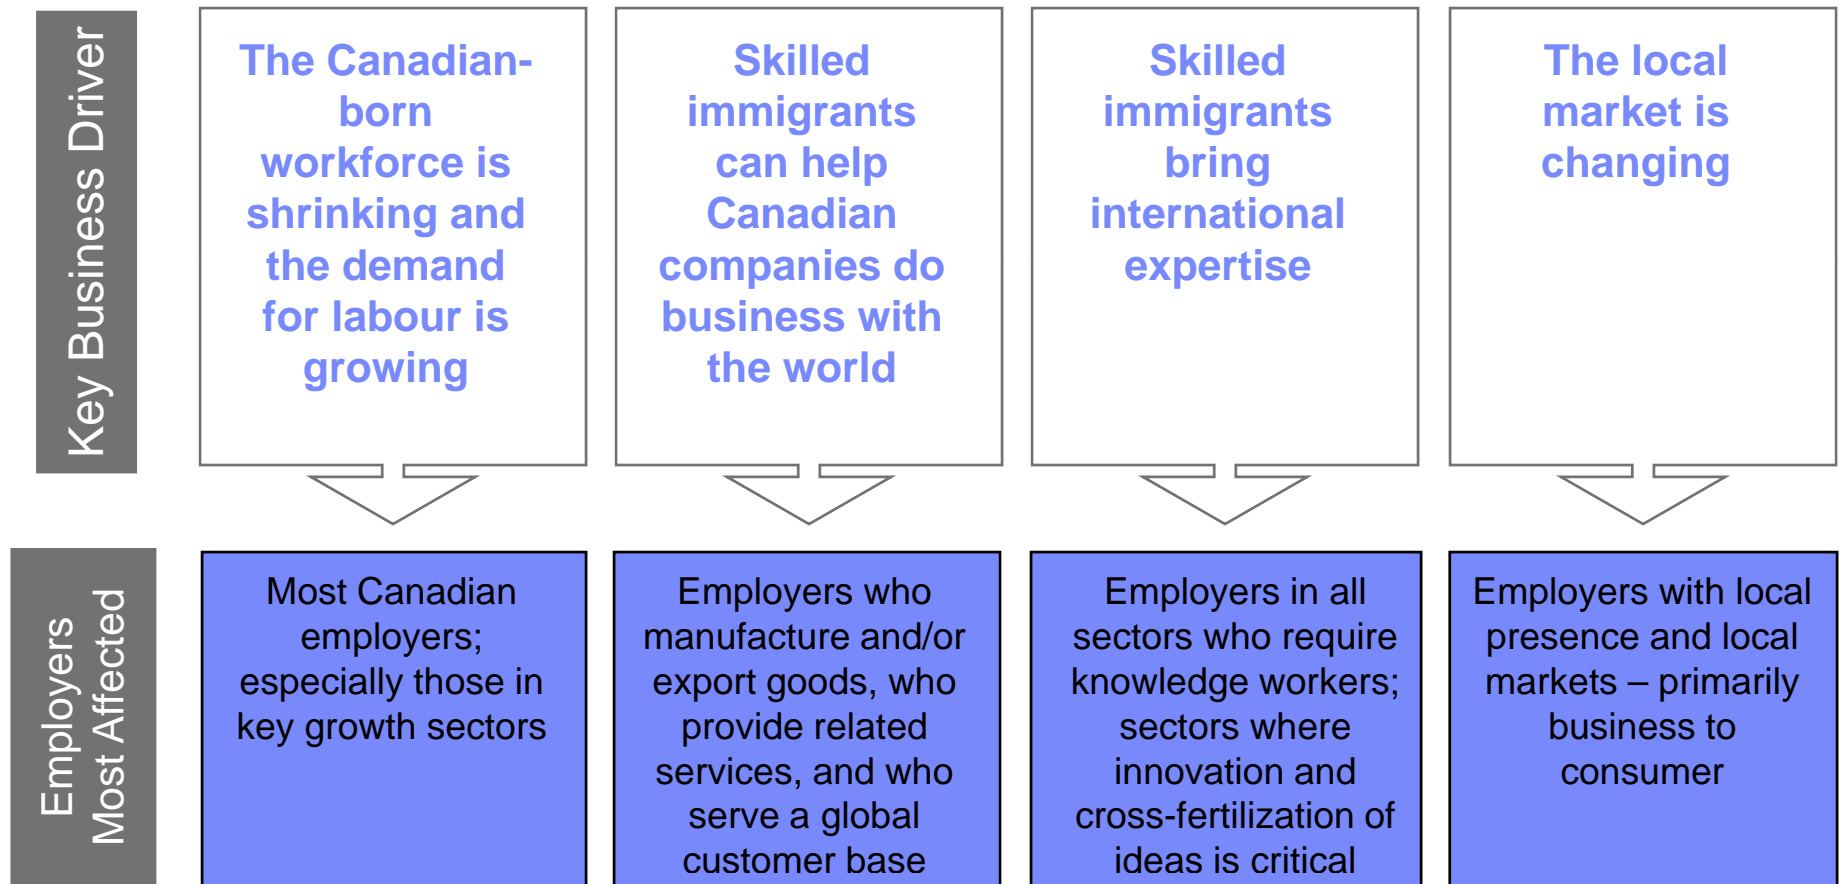 Key Business Driver
The Canadian-
born
workforce is
shrinking and
the demand
for labour is
growing
Skilled
immigrants
can help
Canadian
companies do
business with
the world
Skilled
immigrants
bring
international
expertise
The local
market is
changing
Employers
Most Affected
Most Canadian
employers;
especially those in
key growth sectors
Employers who
manufacture and/or
export goods, who
provide related
services, and who
serve a global
customer base
Employers in all
sectors who require
knowledge workers;
sectors where
innovation and
cross-fertilization of
ideas is critical
Employers with local
presence and local
markets – primarily
business to
consumer